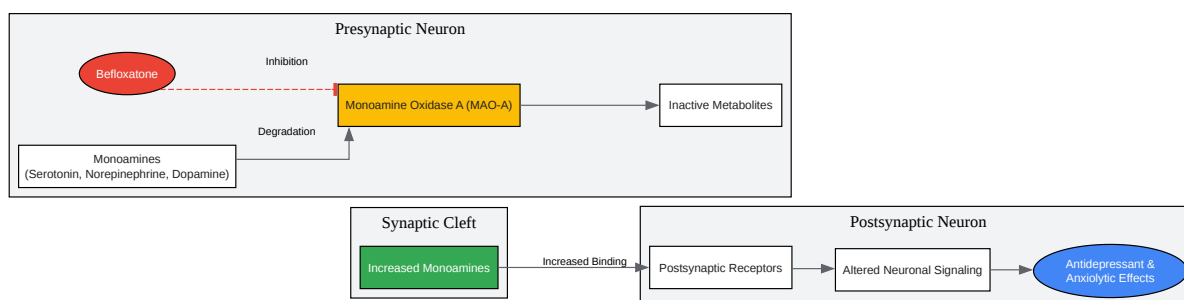 Presynaptic Neuron
Befloxatone
Inhibition
Monoamine Oxidase A (MAO-A)
Inactive Metabolites
Degradation
Monoamines
(Serotonin, Norepinephrine, Dopamine)
Synaptic Cleft
Increased Monoamines
Increased Binding
Postsynaptic Neuron
Postsynaptic Receptors
Altered Neuronal Signaling
Antidepressant &
Anxiolytic Effects